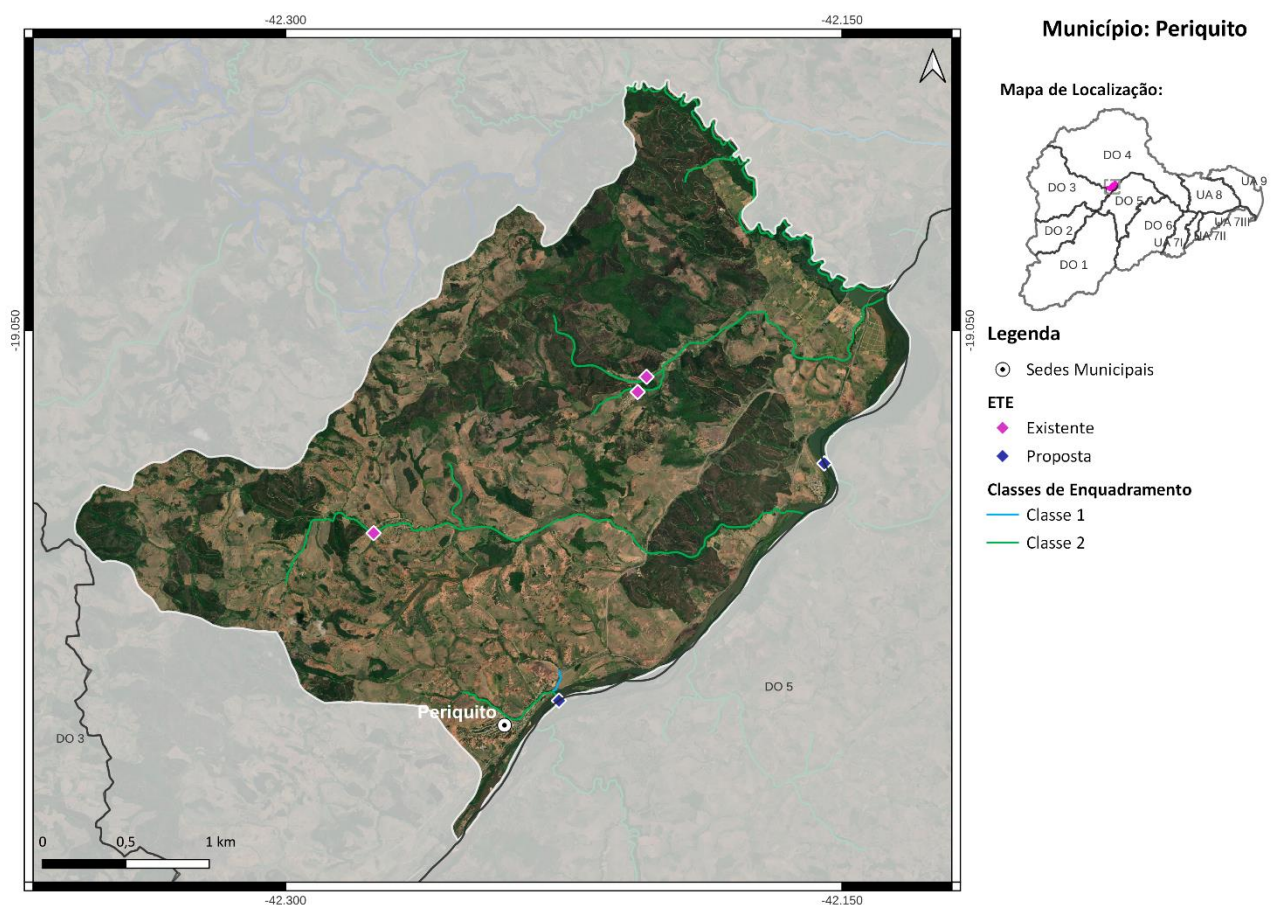 -42.300
-42.150
-19.050
-19.050
Periquito
DO 5
DO 3
0
0,5
1 km
-42.300
-42.150
Município: Periquito
Mapa de Localização:
DO 4
DO 3
DO 5
UA 8
UA 9
DO 2
DO 6
UA 7III
UA 7II
UA 7I
DO 1
Legenda
Sedes Municipais
ETE
Existente
Proposta
Classes de Enquadramento
Classe 1
Classe 2